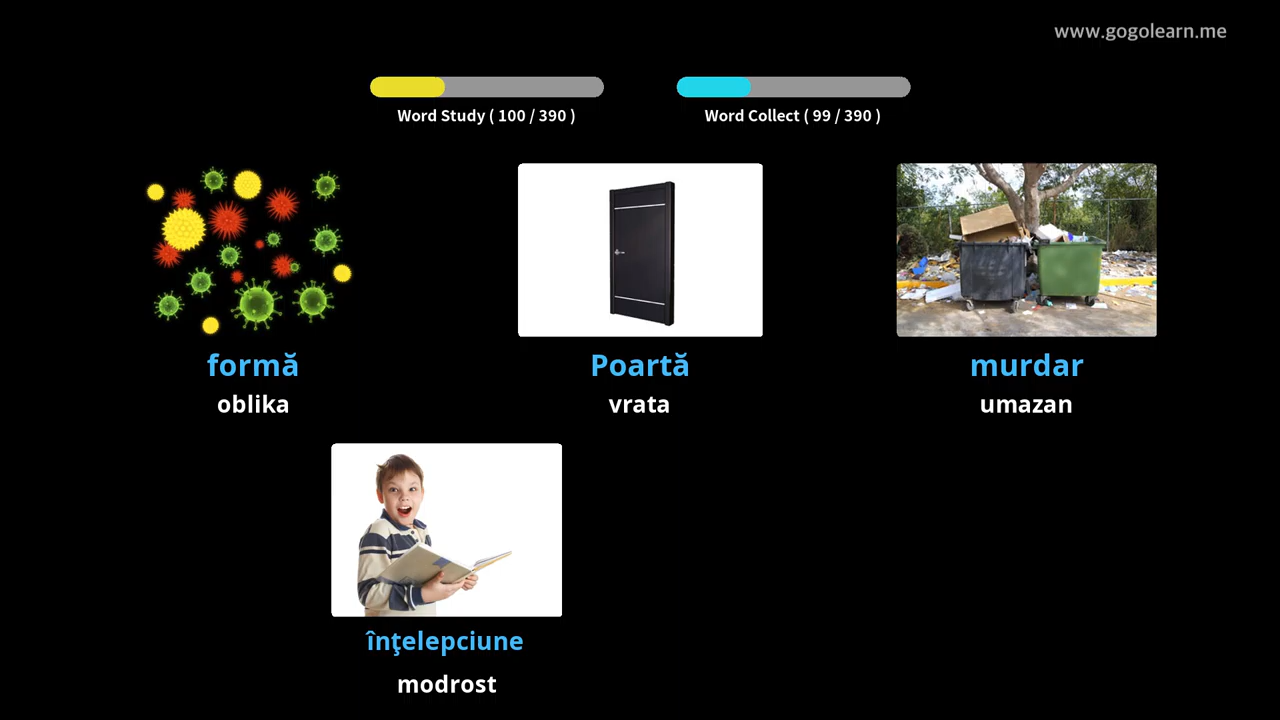 www.gogolearn.me
Word Study ( 100 / 390 )
Word Collect ( 99 / 390 )
formă
Poartă
murdar
oblika
vrata
umazan
înţelepciune
modrost